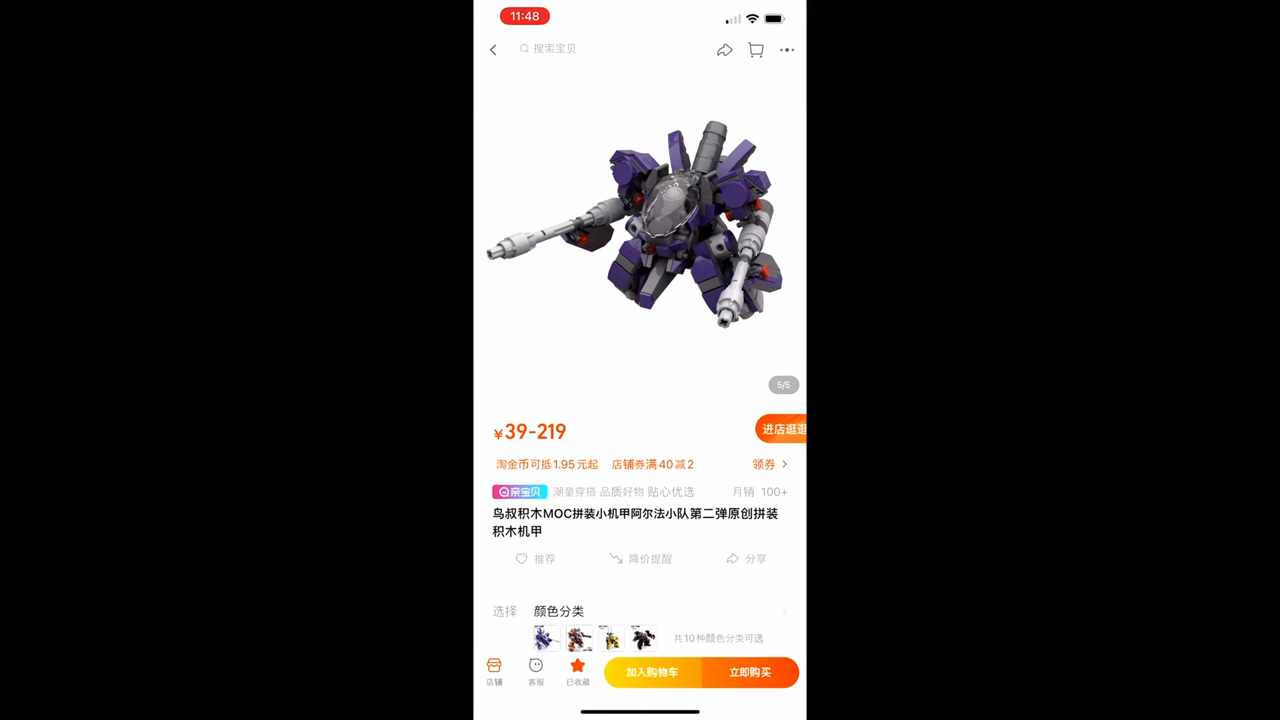 11:48
搜索宝贝
5/5
¥39-219
进店逛逛
淘金币可抵1.95元起 店铺券满40减2 领券
亲宝贝 潮童穿搭 品质好物 贴心优选 月销 100+
鸟叔积木MOC拼装小机甲阿尔法小队第二弹原创拼装
积木机甲
推荐 降价提醒 分享
选择 颜色分类
共10种颜色分类可选
店铺 客服 已收藏 加入购物车 立即购买